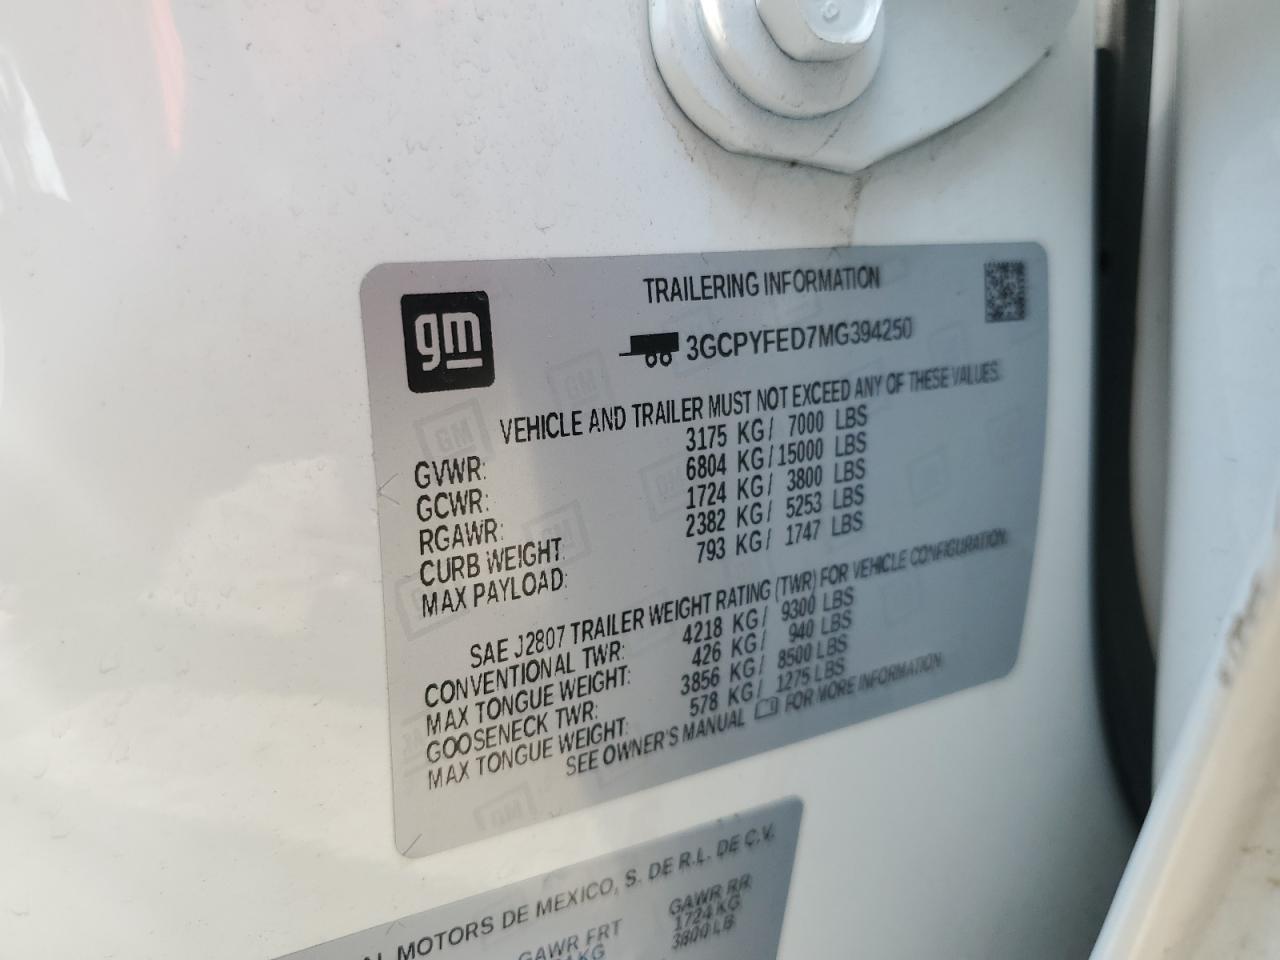 gm
TRAILERING INFORMATION
3GCPYFED7MG394250
VEHICLE AND TRAILER MUST NOT EXCEED ANY OF THESE VALUES.
GVWR: 3175 KG/ 7000 LBS
GCWR: 6804 KG/15000 LBS
RGAWR: 1724 KG/ 3800 LBS
CURB WEIGHT: 2382 KG/ 5253 LBS
MAX PAYLOAD: 793 KG/ 1747 LBS
SAE J2807 TRAILER WEIGHT RATING (TWR) FOR VEHICLE CONFIGURATION.
CONVENTIONAL TWR: 4218 KG/ 9300 LBS
MAX TONGUE WEIGHT: 426 KG/ 940 LBS
GOOSENECK TWR: 3856 KG/ 8500 LBS
MAX TONGUE WEIGHT: 578 KG/ 1275 LBS
SEE OWNER'S MANUAL FOR MORE INFORMATION.
MOTORS DE MEXICO, S. DE R.L. DE C.V.
GAWR FRT GAWR RR
KG 1724 KG
3800 LB